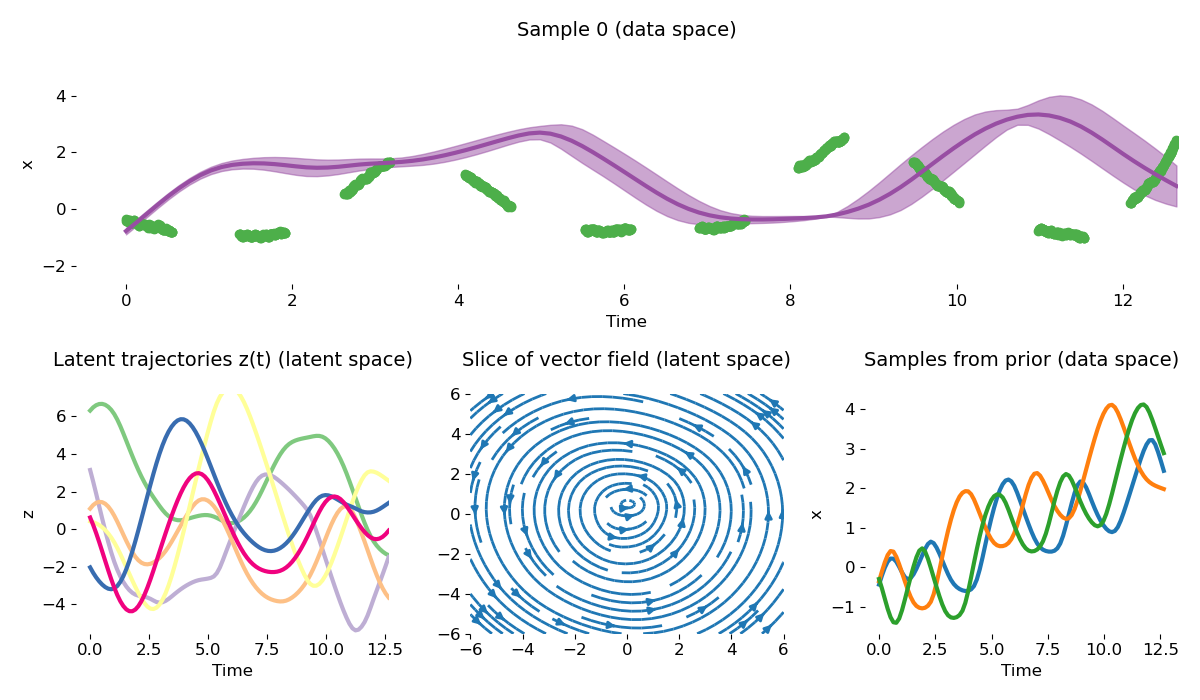 Sample 0 (data space)
4
2
0
−2
x
0 2 4 6 8 10 12
Time
Latent trajectories z(t) (latent space)
6
4
2
0
−2
−4
z
0.0 2.5 5.0 7.5 10.0 12.5
Time
Slice of vector field (latent space)
6
4
2
0
−2
−4
−6
−6 −4 −2 0 2 4 6
Samples from prior (data space)
4
3
2
1
0
−1
x
0.0 2.5 5.0 7.5 10.0 12.5
Time